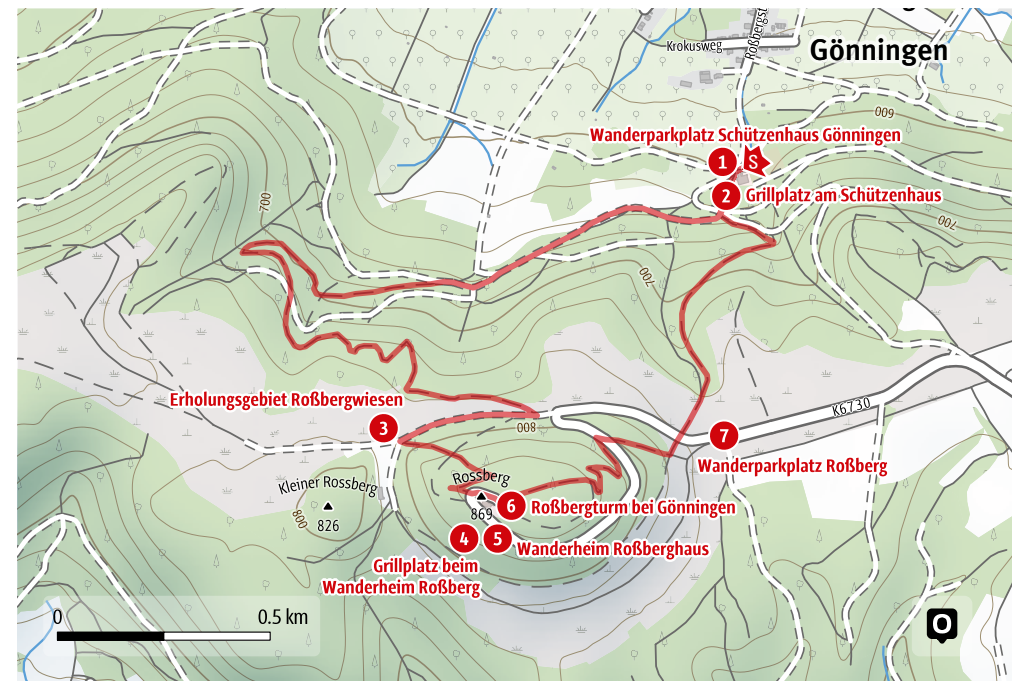 Krokusweg
Gönningen
600
Wanderparkplatz Schützenhaus Gönningen
1
S
2
Grillplatz am Schützenhaus
700
700
700
Erholungsgebiet Roßbergwiesen
3
800
K6730
7
Wanderparkplatz Roßberg
Rossberg
869
Kleiner Rossberg
826
800
6
Roßbergturm bei Gönningen
4
5
Wanderheim Roßberghaus
Grillplatz beim
Wanderheim Roßberg
0
0.5 km